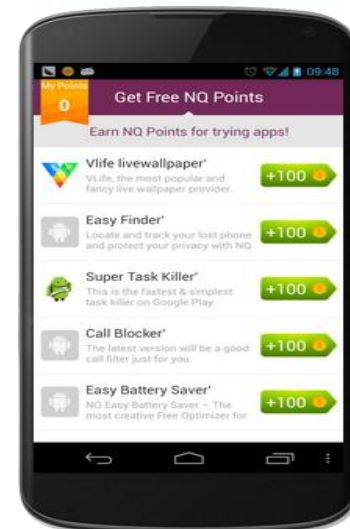 09:48
My Points
0
Get Free NQ Points
Earn NQ Points for trying apps!
Vlife livewallpaper'
VLife, the most popular and
fancy live wallpaper provider.
+100
Easy Finder'
Locate and track your lost phone
and protect your privacy with NQ
+100
Super Task Killer'
This is the fastest & simplest
task killer on Google Play.
+100
Call Blocker'
The latest version will be a good
call filter just for you.
+100
Easy Battery Saver'
NQ Easy Battery Saver – The
most creative Free Optimizer for
+100